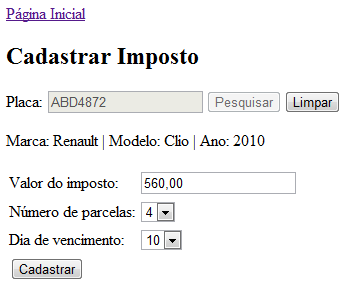 Página Inicial
Cadastrar Imposto
Placa: ABD4872 Pesquisar Limpar
Marca: Renault | Modelo: Clio | Ano: 2010
Valor do imposto: 560,00
Número de parcelas: 4
Dia de vencimento: 10
Cadastrar